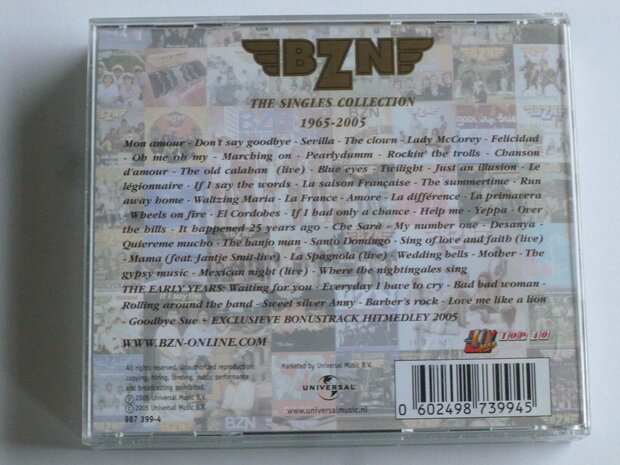 BZN
THE SINGLES COLLECTION
1965-2005
Mon amour - Don't say goodbye - Sevilla - The clown - Lady McCorey - Felicidad
- Oh me oh my - Marching on - Pearlydumm - Rockin' the trolls - Chanson
d'amour - The old calahan (live) - Blue eyes - Twilight - Just an illusion - Le
légionnaire - If I say the words - La saison Française - The summertime - Run
away home - Waltzing Maria - La France - Amore - La différence - La primavera
- Wheels on fire - El Cordobes - If I had only a chance - Help me - Yeppa - Over
the hills - It happened 25 years ago - Che Sarà - My number one - Desanya -
Quiereme mucho - The banjo man - Santo Domingo - Sing of love and faith (live)
- Mama (feat. Jantje Smit-live) - La Spagnola (live) - Wedding bells - Mother - The
gypsy music - Mexican night (live) - Where the nightingales sing
THE EARLY YEARS: Waiting for you - Everyday I have to cry - Bad bad woman -
Rolling around the band - Sweet silver Anny - Barber's rock - Love me like a lion
- Goodbye Sue + EXCLUSIEVE BONUSTRACK HITMEDLEY 2005
WWW.BZN-ONLINE.COM
40 TOP 40
All rights reserved. Unauthorized reproduction,
copying, hiring, lending, public performance
and broadcasting prohibited.
℗ 2005 Universal Music B.V.
© 2005 Universal Music B.V.
987 399-4
Marketed by Universal Music B.V.
UNIVERSAL
www.universalmusic.nl
0 602498 739945